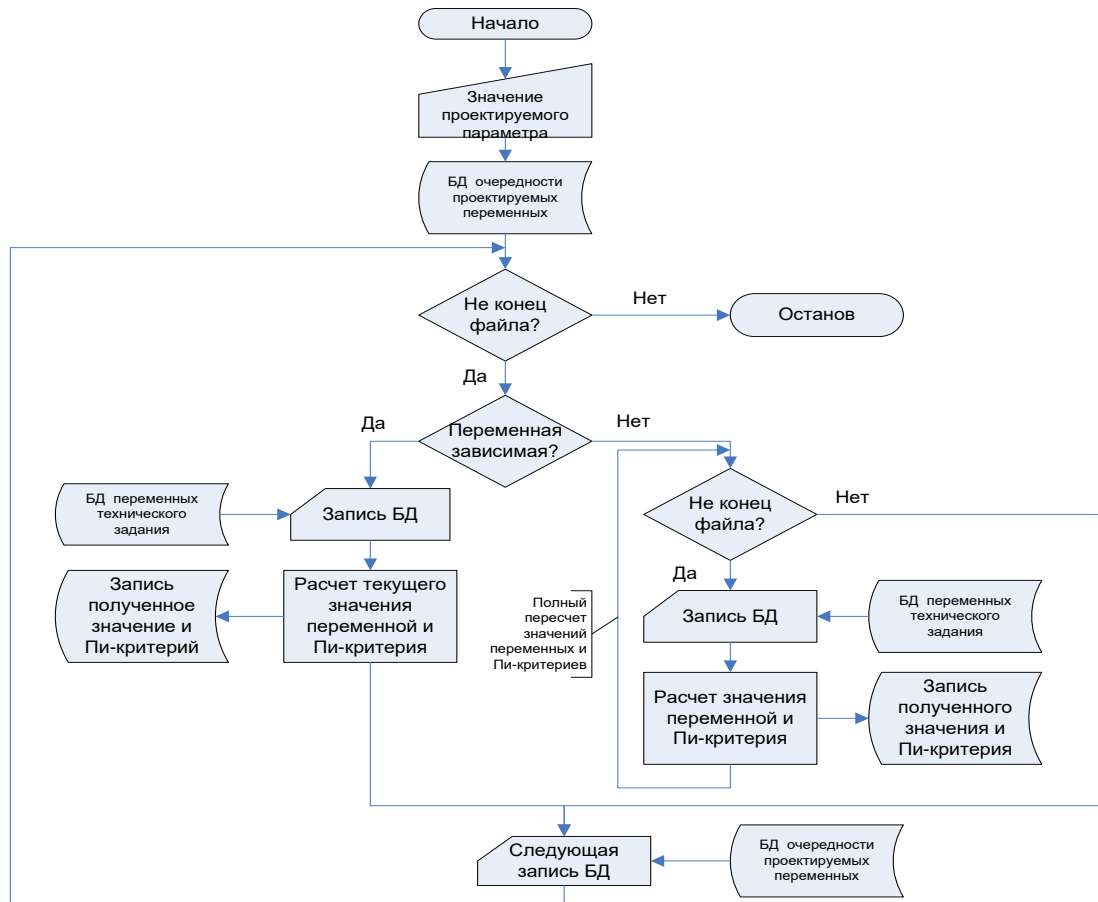 Начало
Значение
проектируемого
параметра
БД очередности
проектируемых
переменных
Не конец
файла?
Нет
Останов
Да
Переменная
зависимая?
Да
Нет
БД переменных
технического
задания
Запись БД
Не конец
файла?
Нет
Да
Запись
полученное
значение и
Пи-критерий
Расчет текущего
значения
переменной и
Пи-критерия
Полный
пересчет
значений
переменных и
Пи-критериев
Запись БД
БД переменных
технического
задания
Расчет значения
переменной и
Пи-критерия
Запись
полученного
значения и
Пи-критерия
Следующая
запись БД
БД очередности
проектируемых
переменных